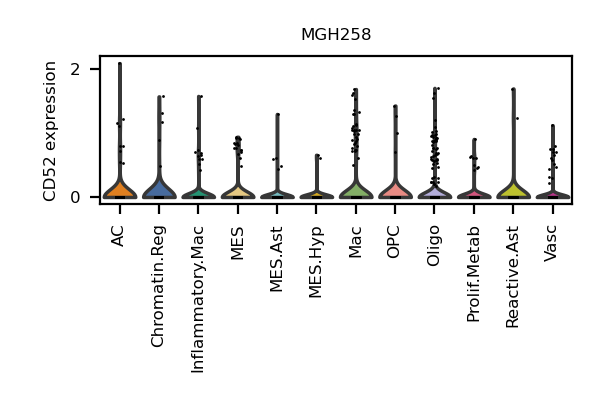 MGH258
CD52 expression
2
0
AC
Chromatin.Reg
Inflammatory.Mac
MES
MES.Ast
MES.Hyp
Mac
OPC
Oligo
Prolif.Metab
Reactive.Ast
Vasc